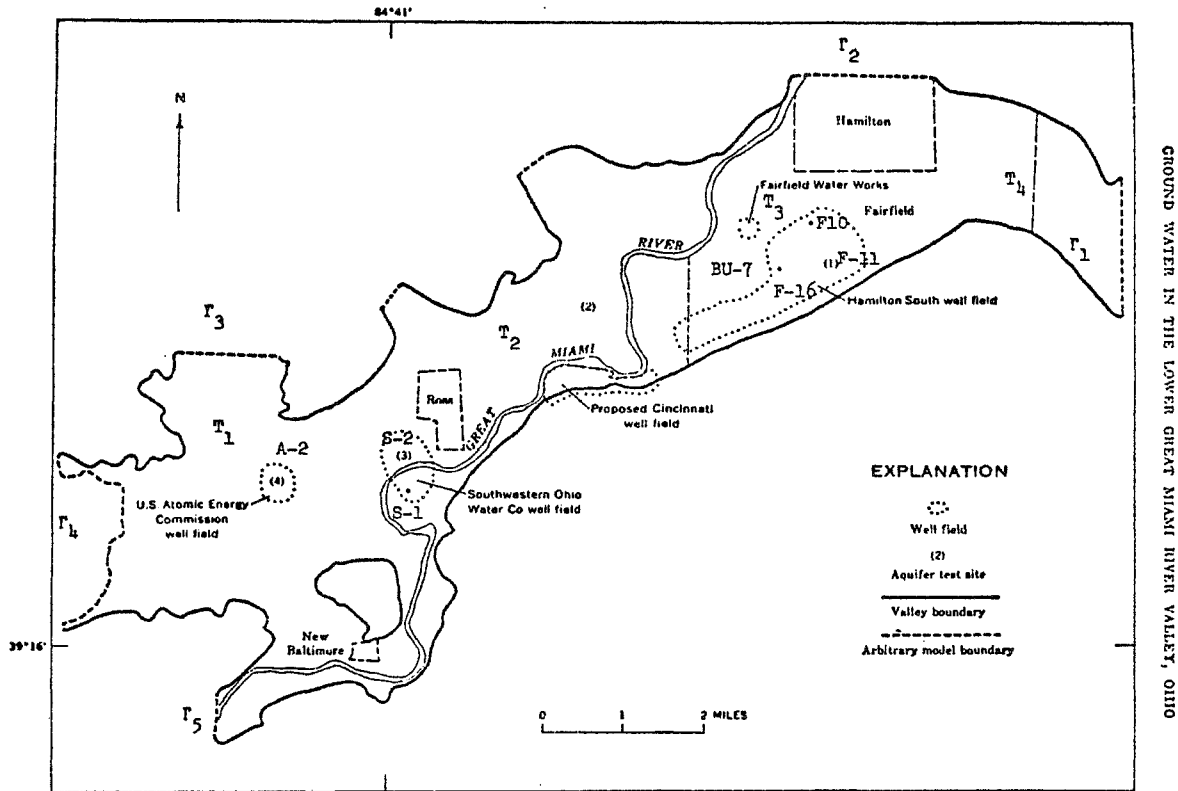 84°41'
Γ2
N
Hamilton
Fairfield Water Works
T3
T4
Fairfield
F10
RIVER
BU-7
(1)
F-11
Γ1
F-16
Hamilton South well field
(2)
Γ3
T2
MIAMI
Ross
GREAT
Proposed Cincinnati
well field
T1
A-2
S-2
(3)
(4)
U.S. Atomic Energy
Commission
well field
Southwestern Ohio
Water Co well field
S-1
Γ4
EXPLANATION
Well field
(2)
Aquifer test site
Valley boundary
Arbitrary model boundary
39°16'
New
Baltimore
Γ5
0 1 2 MILES
GROUND WATER IN THE LOWER GREAT MIAMI RIVER VALLEY, OHIO